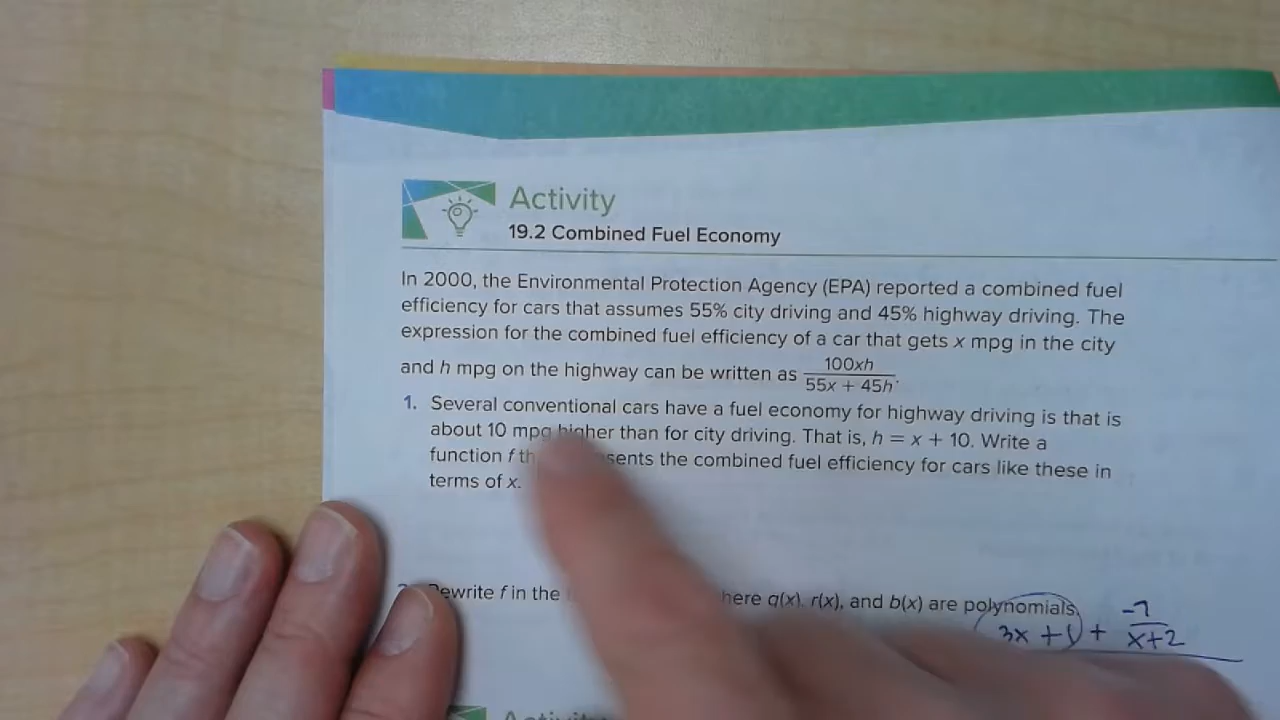 Activity
19.2 Combined Fuel Economy
In 2000, the Environmental Protection Agency (EPA) reported a combined fuel
efficiency for cars that assumes 55% city driving and 45% highway driving. The
expression for the combined fuel efficiency of a car that gets x mpg in the city
and h mpg on the highway can be written as 100xh / 55x + 45h.
1. Several conventional cars have a fuel economy for highway driving is that is
about 10 mpg higher than for city driving. That is, h = x + 10. Write a
function f sents the combined fuel efficiency for cars like these in
terms of x.
ewrite f in the here q(x), r(x), and b(x) are polynomials
3x + 1 + -7 / x+2